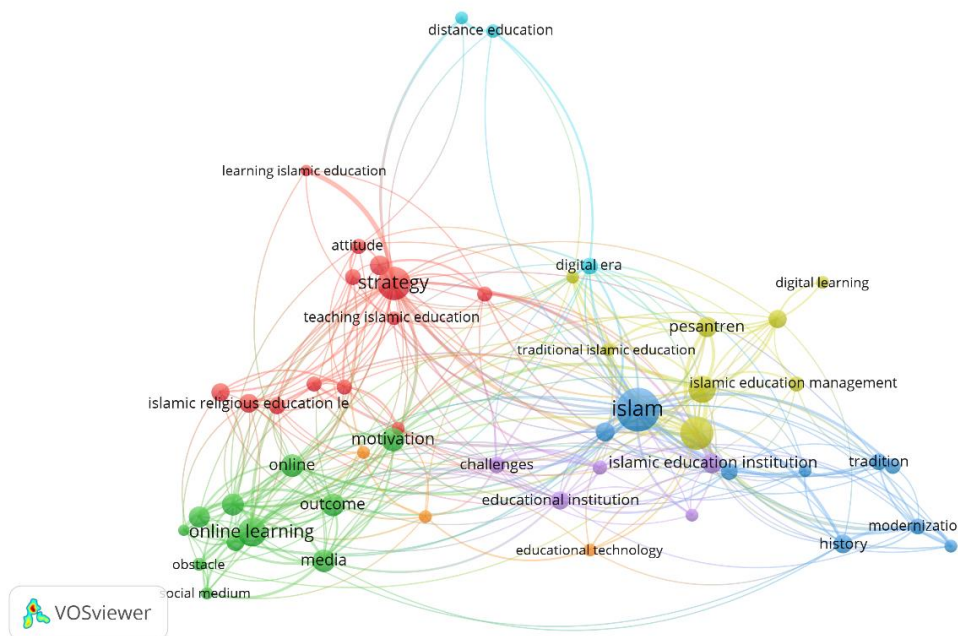 distance education
learning islamic education
attitude
digital era
strategy
digital learning
teaching islamic education
pesantren
traditional islamic education
islamic education management
islamic religious education le
islam
motivation
online
challenges
islamic education institution
tradition
outcome
educational institution
online learning
modernizatio
history
media
educational technology
obstacle
social medium
VOSviewer